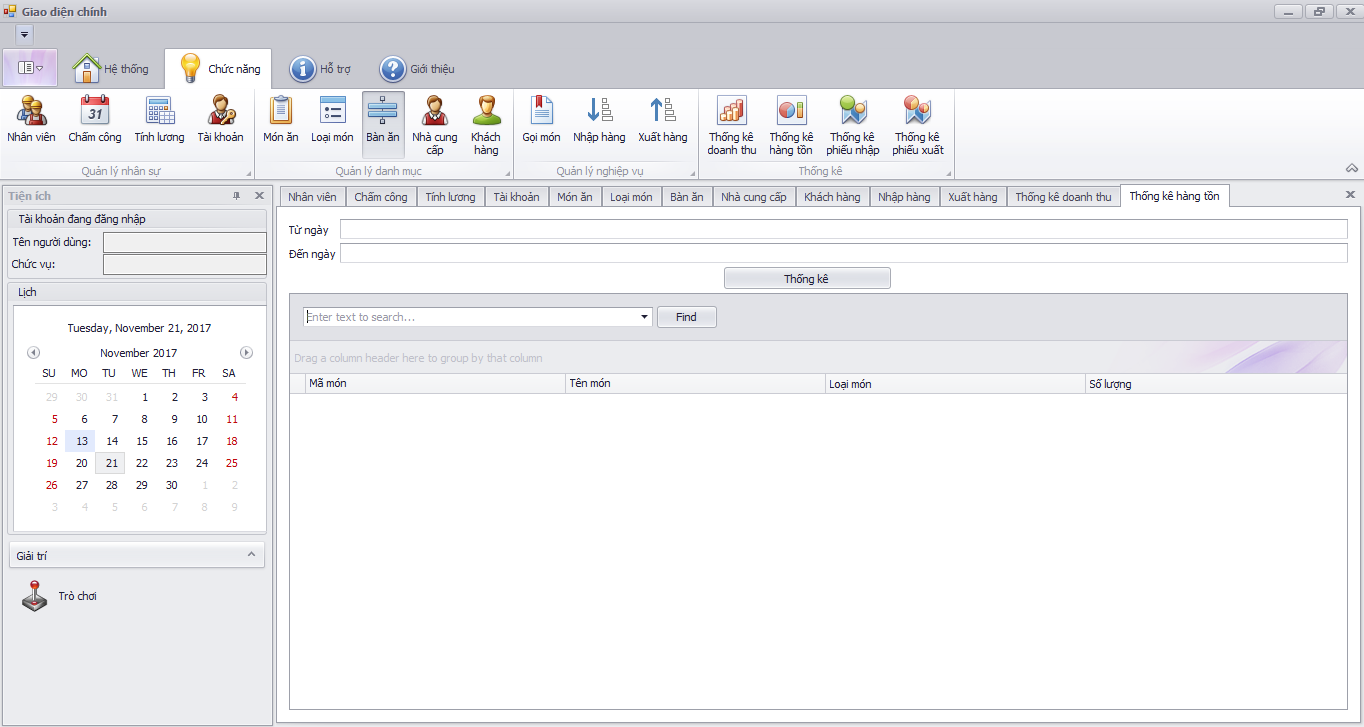 Giao diện chính
Hệ thống
Chức năng
Hỗ trợ
Giới thiệu
Nhân viên
Chấm công
31
Tính lương
Tài khoản
Món ăn
Loại món
Bàn ăn
Nhà cung cấp
Khách hàng
Gọi món
Nhập hàng
Xuất hàng
Thống kê doanh thu
Thống kê hàng tồn
Thống kê phiếu nhập
Thống kê phiếu xuất
Quản lý nhân sự
Quản lý danh mục
Quản lý nghiệp vụ
Thống kê
Tiện ích
Tài khoản đang đăng nhập
Tên người dùng:
Chức vụ:
Lịch
Tuesday, November 21, 2017
November 2017
SU MO TU WE TH FR SA
29 30 31 1 2 3 4
5 6 7 8 9 10 11
12 13 14 15 16 17 18
19 20 21 22 23 24 25
26 27 28 29 30 1 2
3 4 5 6 7 8 9
Giải trí
Trò chơi
Nhân viên Chấm công Tính lương Tài khoản Món ăn Loại món Bàn ăn Nhà cung cấp Khách hàng Nhập hàng Xuất hàng Thống kê doanh thu Thống kê hàng tồn
Từ ngày
Đến ngày
Thống kê
Enter text to search...
Find
Drag a column header here to group by that column
Mã món Tên món Loại món Số lượng